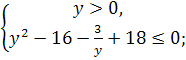 y > 0,
y² − 16 − 3/y + 18 ≤ 0;